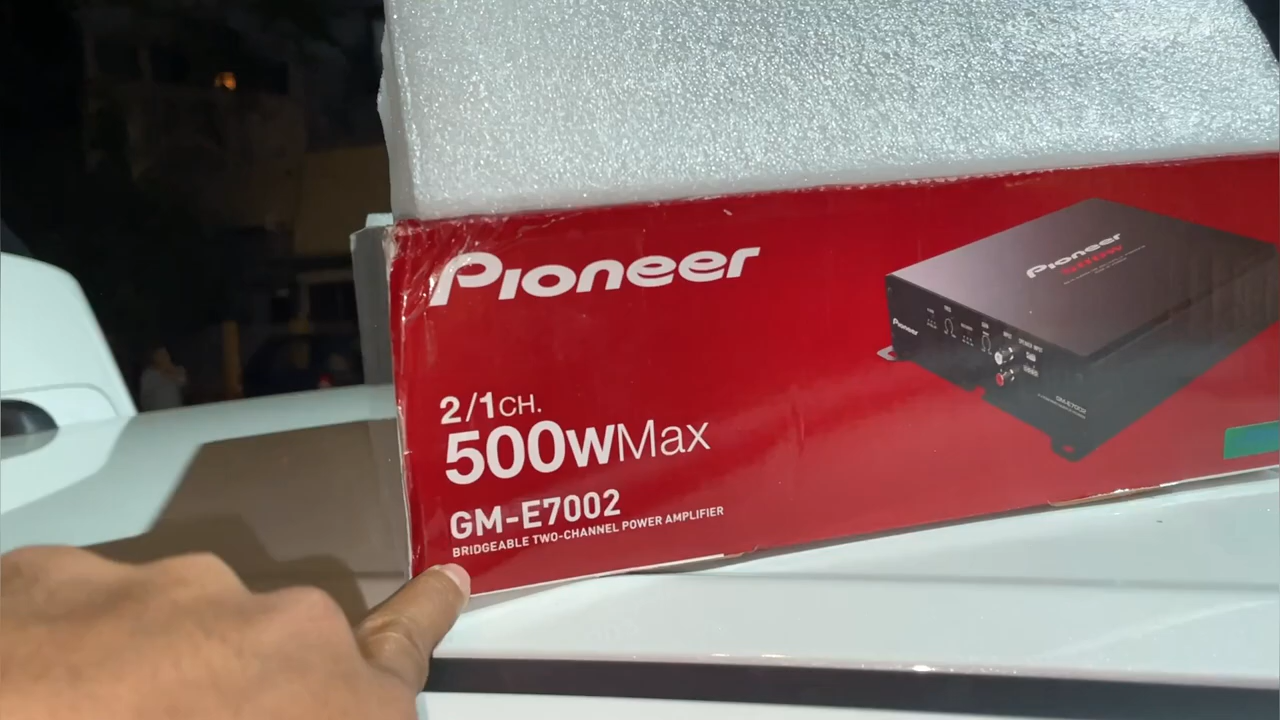 Pioneer
2/1CH.
500WMax
GM-E7002
BRIDGEABLE TWO-CHANNEL POWER AMPLIFIER
Pioneer
Pioneer
GM-E7002